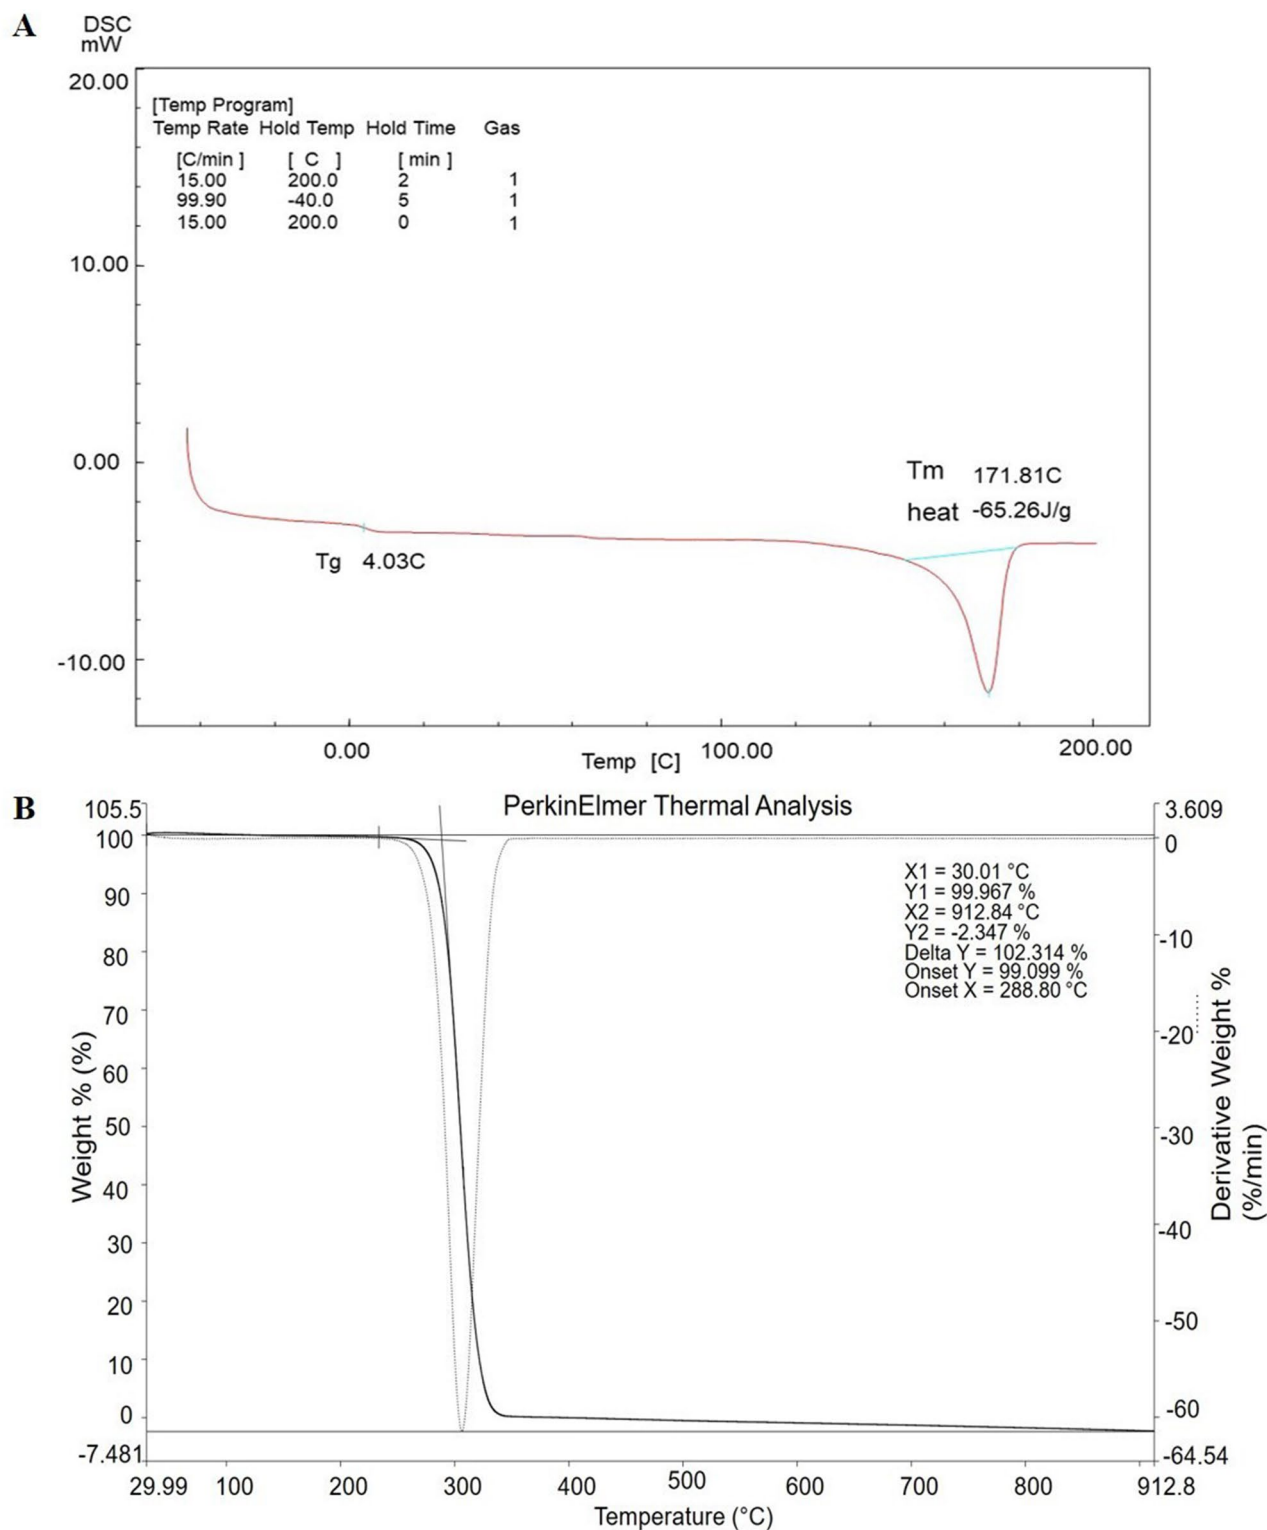 A
DSC
mW
20.00
[Temp Program]
Temp Rate Hold Temp Hold Time Gas
[C/min ] [ C ] [ min ]
15.00 200.0 2 1
99.90 -40.0 5 1
15.00 200.0 0 1
10.00
0.00
Tm 171.81C
heat -65.26J/g
Tg 4.03C
-10.00
0.00 100.00 200.00
Temp [C]
B
PerkinElmer Thermal Analysis
105.5
100
90
80
70
60
50
40
30
20
10
0
-7.481
Weight % (%)
3.609
0
-10
-20
-30
-40
-50
-60
-64.54
Derivative Weight %
(%/min)
X1 = 30.01 °C
Y1 = 99.967 %
X2 = 912.84 °C
Y2 = -2.347 %
Delta Y = 102.314 %
Onset Y = 99.099 %
Onset X = 288.80 °C
29.99 100 200 300 400 500 600 700 800 912.8
Temperature (°C)